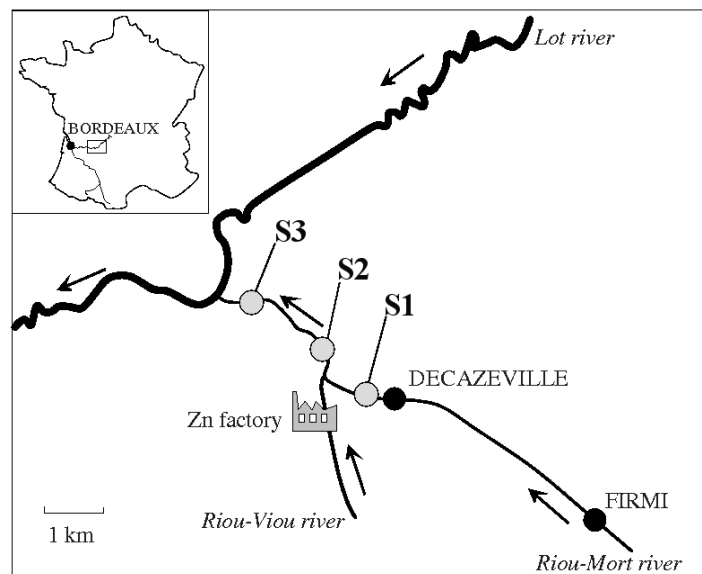 Lot river
BORDEAUX
S3
S2
S1
DECAZEVILLE
Zn factory
FIRMI
Riou-Viou river
1 km
Riou-Mort river